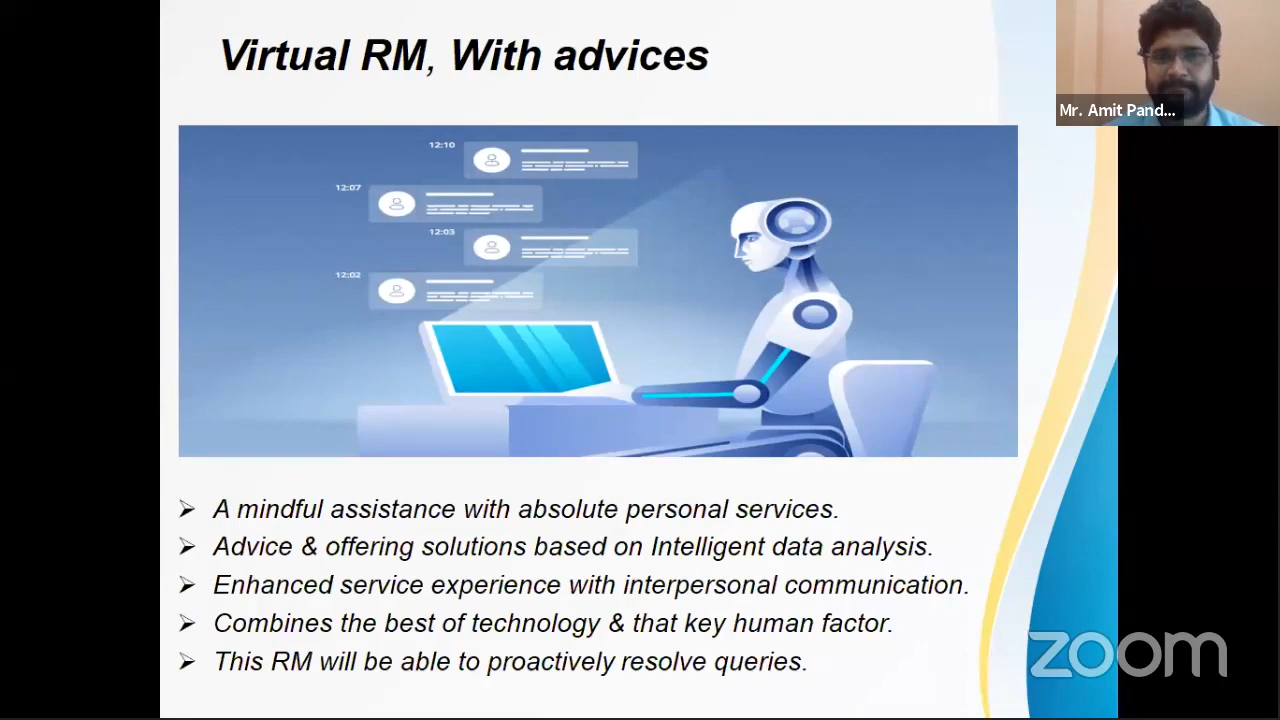 Virtual RM, With advices
Mr. Amit Pand...
12:10
12:07
12:03
12:02
A mindful assistance with absolute personal services.
Advice & offering solutions based on Intelligent data analysis.
Enhanced service experience with interpersonal communication.
Combines the best of technology & that key human factor.
This RM will be able to proactively resolve queries.
zoom